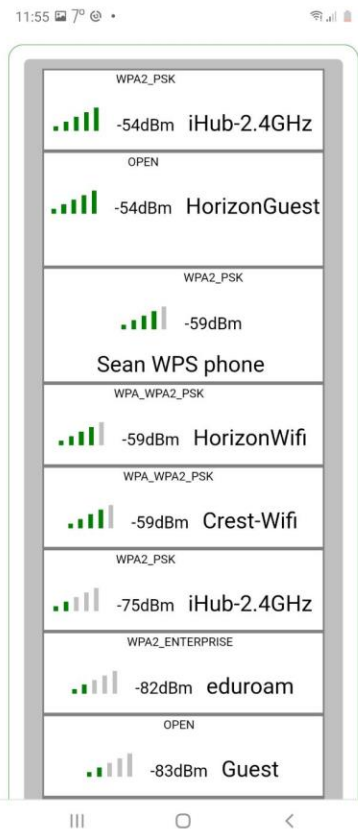 11:55 7°
WPA2_PSK
-54dBm iHub-2.4GHz
OPEN
-54dBm HorizonGuest
WPA2_PSK
-59dBm
Sean WPS phone
WPA_WPA2_PSK
-59dBm HorizonWifi
WPA_WPA2_PSK
-59dBm Crest-Wifi
WPA2_PSK
-75dBm iHub-2.4GHz
WPA2_ENTERPRISE
-82dBm eduroam
OPEN
-83dBm Guest